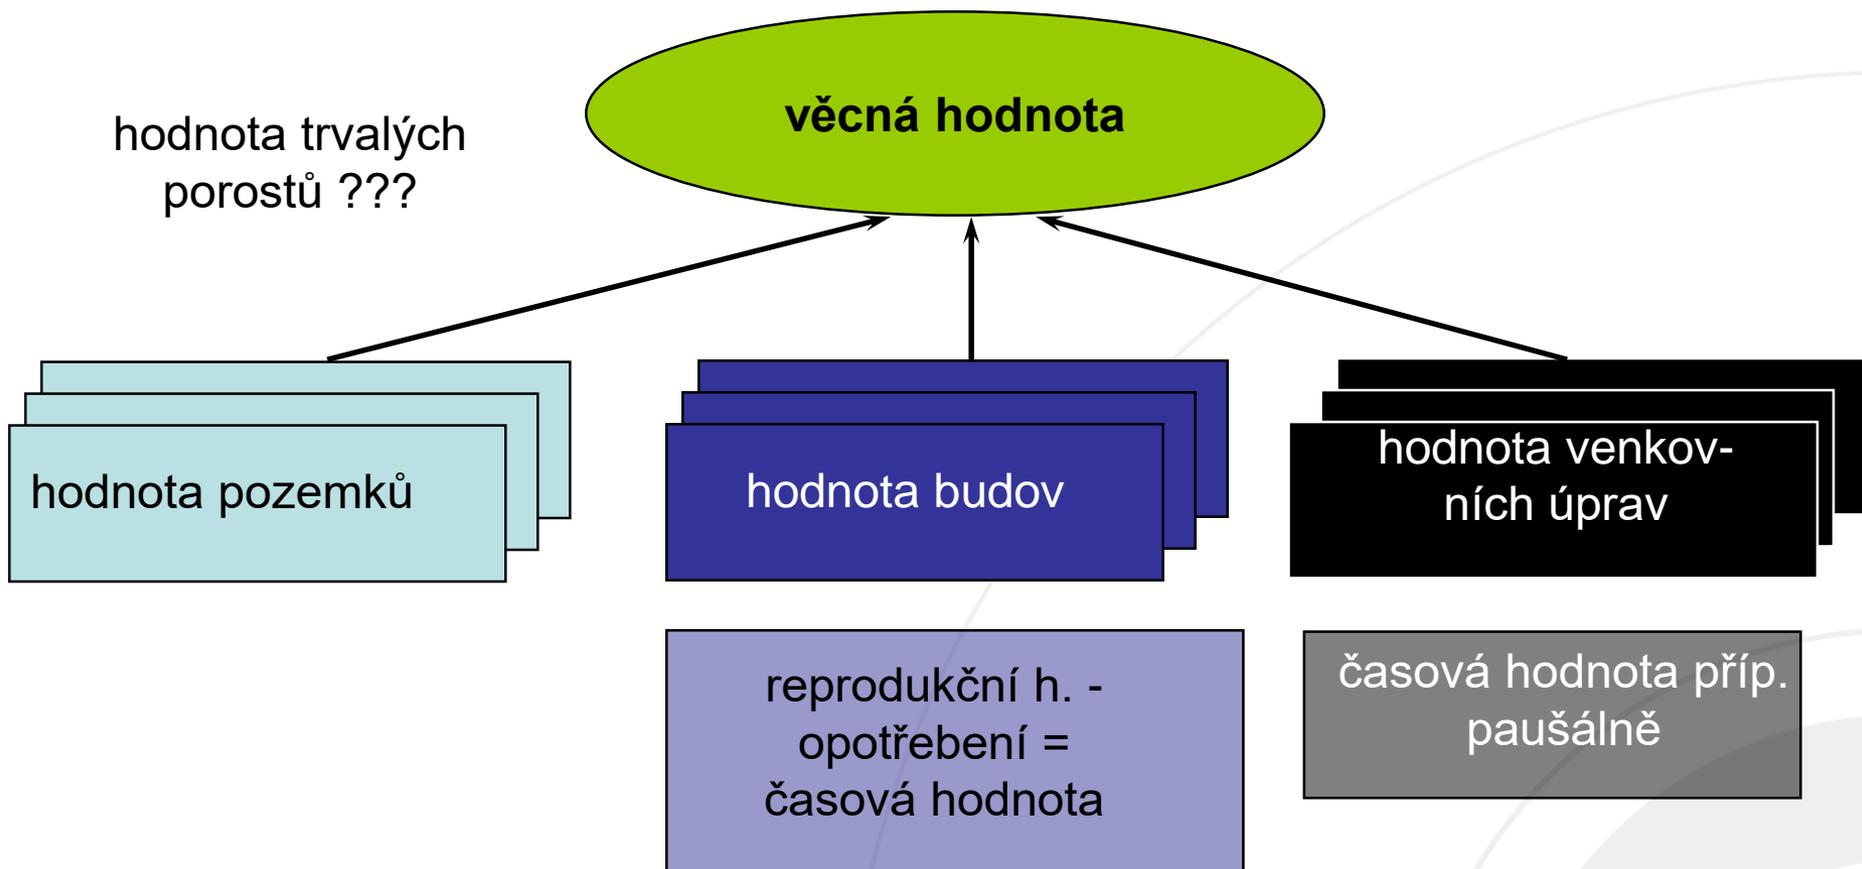 věcná hodnota
hodnota trvalých
porostů ???
hodnota pozemků
hodnota budov
hodnota venkov-
ních úprav
reprodukční h. -
opotřebení =
časová hodnota
časová hodnota příp.
paušálně